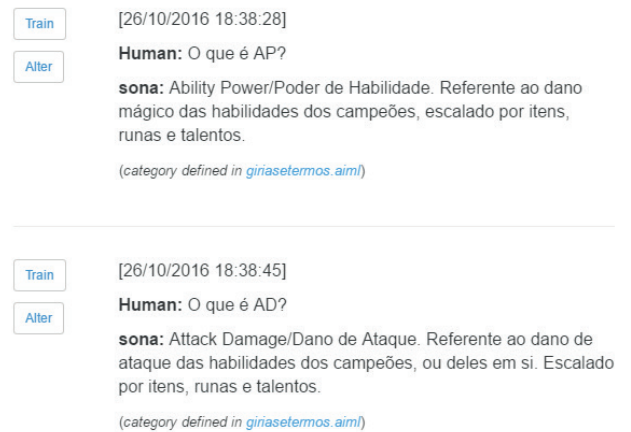 Train
[26/10/2016 18:38:28]
Alter
Human: O que é AP?
sona: Ability Power/Poder de Habilidade. Referente ao dano
mágico das habilidades dos campeões, escalado por itens,
runas e talentos.
(category defined in giriasetermos.aiml)
Train
[26/10/2016 18:38:45]
Alter
Human: O que é AD?
sona: Attack Damage/Dano de Ataque. Referente ao dano de
ataque das habilidades dos campeões, ou deles em si. Escalado
por itens, runas e talentos.
(category defined in giriasetermos.aiml)